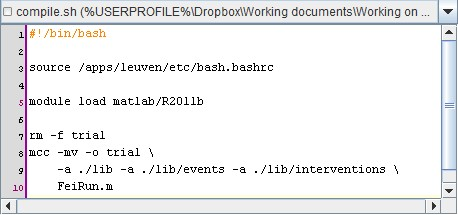 compile.sh (%USERPROFILE%\Dropbox\Working documents\Working on ...
1 #!/bin/bash
2
3 source /apps/leuven/etc/bash.bashrc
4
5 module load matlab/R2011b
6
7 rm -f trial
8 mcc -mv -o trial \
9 -a ./lib -a ./lib/events -a ./lib/interventions \
10 FeiRun.m